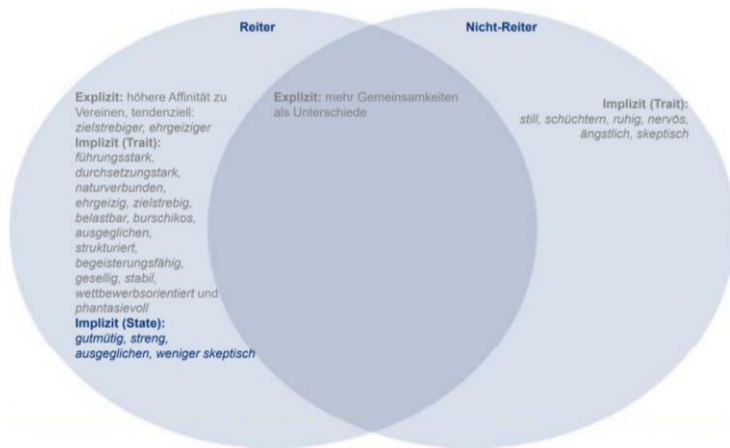 Reiter
Nicht-Reiter
Explizit: höhere Affinität zu
Vereinen, tendenziell:
zielstrebiger, ehrgeiziger
Implizit (Trait):
führungsstark,
durchsetzungstark,
naturverbunden,
ehrgeizig, zielstrebig,
belastbar, burschikos,
ausgeglichen,
strukturiert,
begeisterungsfähig,
gesellig, stabil,
wettbewerbsorientiert und
phantasievoll
Implizit (State):
gutmütig, streng,
ausgeglichen, weniger skeptisch
Explizit: mehr Gemeinsamkeiten
als Unterschiede
Implizit (Trait):
still, schüchtern, ruhig, nervös,
ängstlich, skeptisch